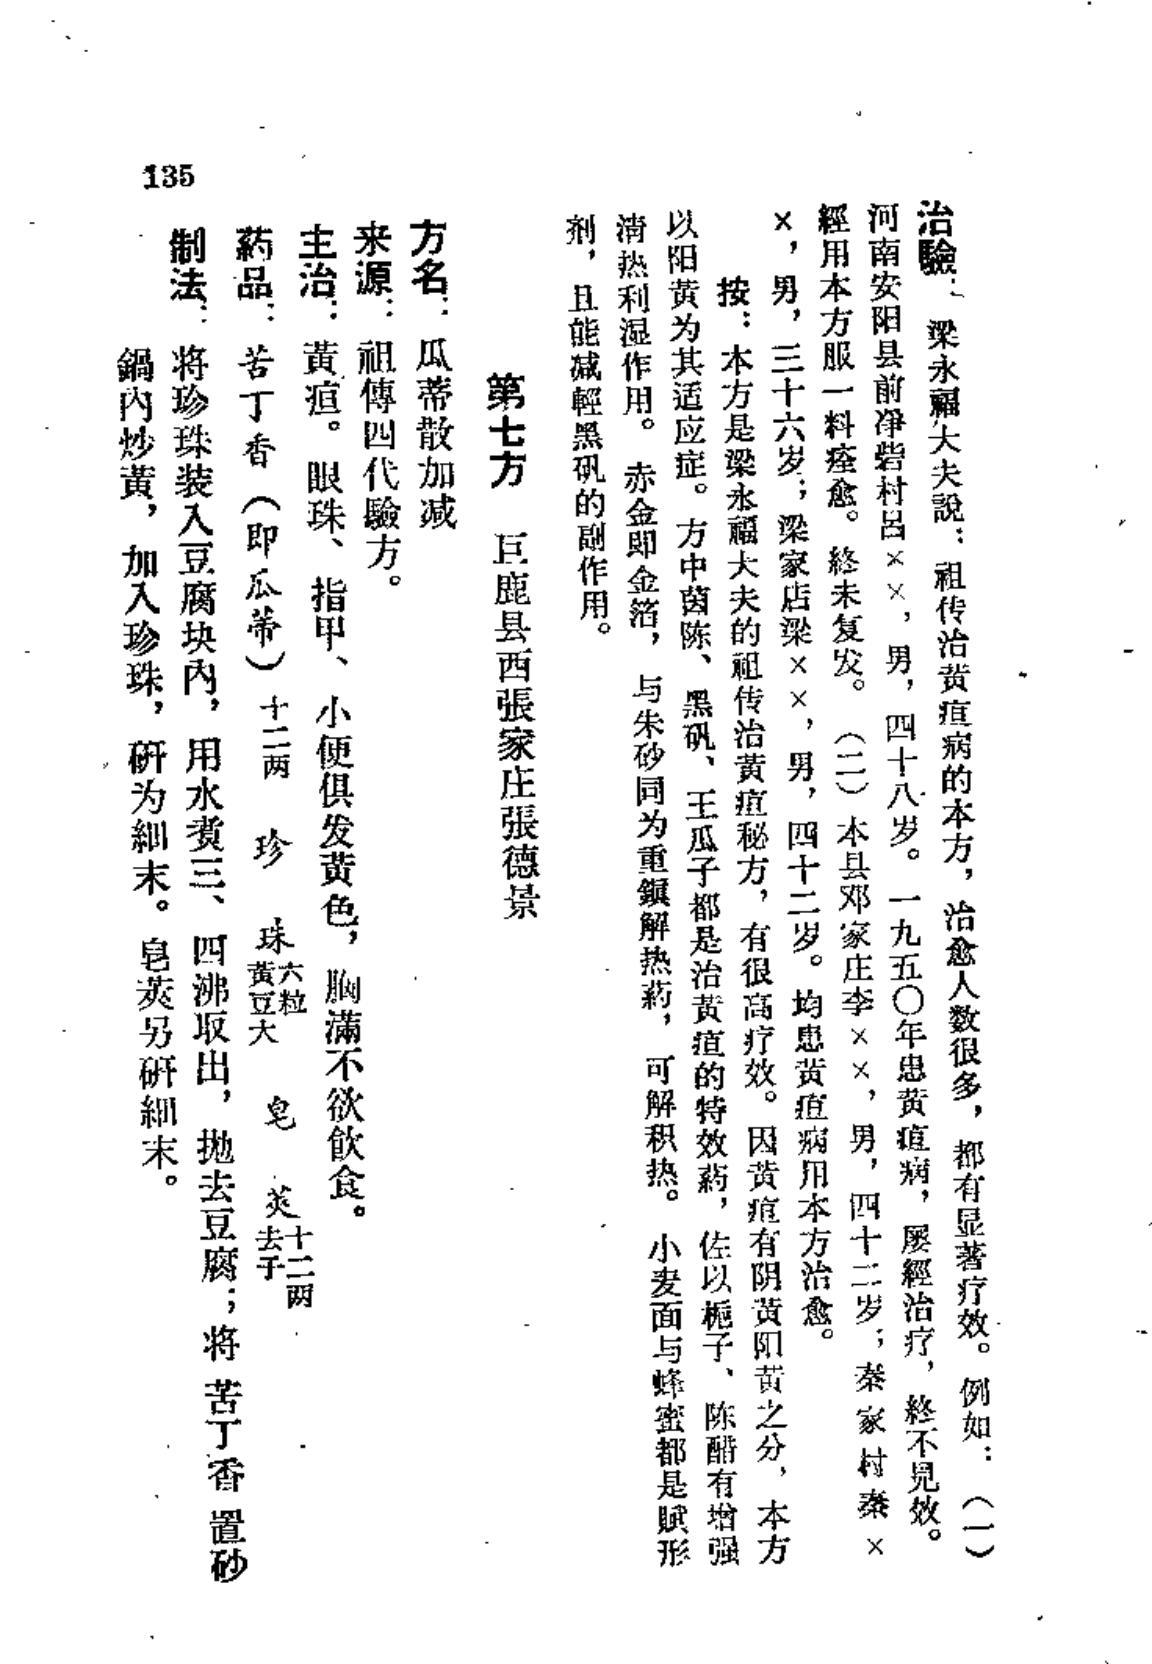 治驗：梁永福大夫說：祖传治黄疸病的本方，治愈人数很多，都有显著疗效。例如：（一）
河南安阳县前净砦村吕××，男，四十八岁。一九五〇年患黄疸病，屡經治疗，終不見效。
經用本方服一料痊愈。終未复发。（二）本县邓家庄李××，男，四十二岁；秦家村秦×
×，男，三十六岁；梁家店梁××，男，四十二岁。均患黄疸病用本方治愈。
按：本方是梁永福大夫的祖传治黄疸秘方，有很高疗效。因黄疸有阴黄阳黄之分，本方
以阳黄为其适应症。方中茵陈、黑矾、王瓜子都是治黄疸的特效葯，佐以栀子、陈醋有增强
清热利湿作用。赤金即金箔，与朱砂同为重鎭解热葯，可解积热。小麦面与蜂蜜都是賦形
剂，且能减輕黑矾的副作用。
第七方　巨鹿县西張家庄張德景
方名：瓜蒂散加减
来源：祖傳四代驗方。
主治：黃疸。眼珠、指甲、小便俱发黄色，胸滿不欲飲食。
葯品：苦丁香（即瓜蒂）十二两　珍珠六粒黃豆大　皂莢十二两去子
制法：将珍珠装入豆腐块內，用水煑三、四沸取出，拋去豆腐；将苦丁香置砂
鍋內炒黃，加入珍珠，研为細末。皂莢另研細末。
135